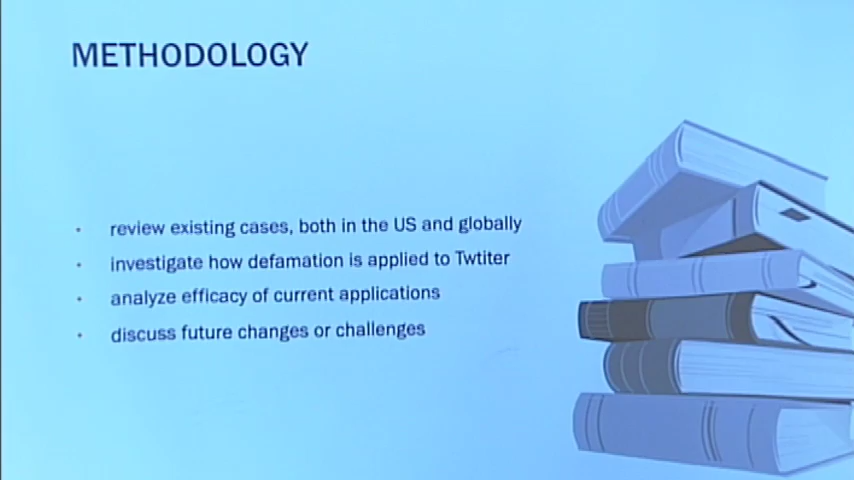 METHODOLOGY
• review existing cases, both in the US and globally
• investigate how defamation is applied to Twtiter
• analyze efficacy of current applications
• discuss future changes or challenges